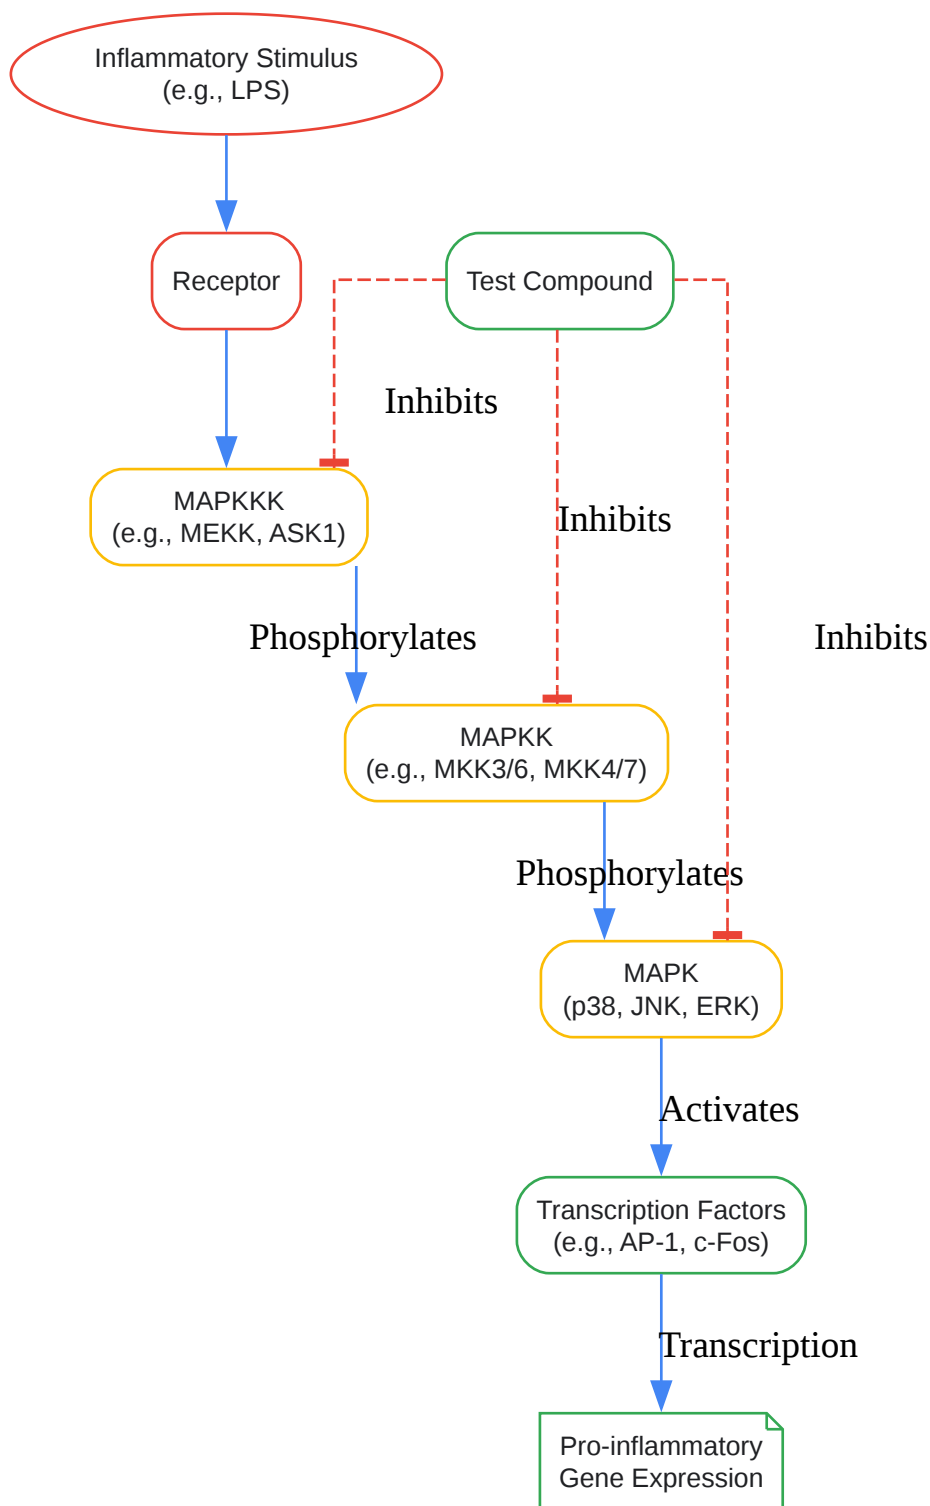 Inflammatory Stimulus
(e.g., LPS)
Receptor
Test Compound
Inhibits
MAPKKK
(e.g., MEKK, ASK1)
Inhibits
Phosphorylates
Inhibits
MAPKK
(e.g., MKK3/6, MKK4/7)
Phosphorylates
MAPK
(p38, JNK, ERK)
Activates
Transcription Factors
(e.g., AP-1, c-Fos)
Transcription
Pro-inflammatory
Gene Expression